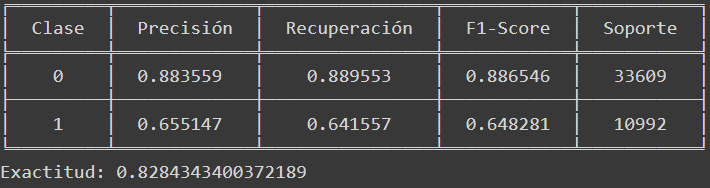 Clase Precisión Recuperación F1-Score Soporte
0 0.883559 0.889553 0.886546 33609
1 0.655147 0.641557 0.648281 10992
Exactitud: 0.8284343400372189